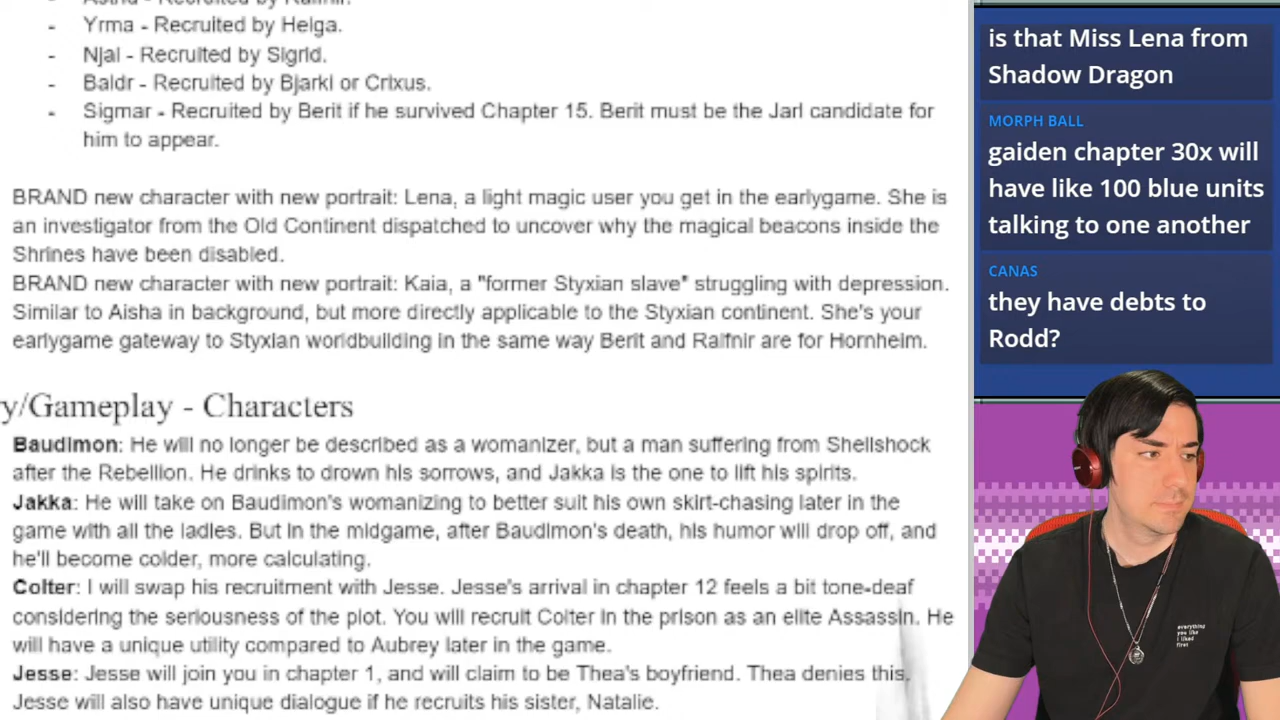 - Yrma - Recruited by Helga.
- Njal - Recruited by Sigrid.
- Baldr - Recruited by Bjarki or Crixus.
- Sigmar - Recruited by Berit if he survived Chapter 15. Berit must be the Jarl candidate for
him to appear.
BRAND new character with new portrait: Lena, a light magic user you get in the earlygame. She is
an investigator from the Old Continent dispatched to uncover why the magical beacons inside the
Shrines have been disabled.
BRAND new character with new portrait: Kaia, a "former Styxian slave" struggling with depression.
Similar to Aisha in background, but more directly applicable to the Styxian continent. She's your
earlygame gateway to Styxian worldbuilding in the same way Berit and Ralfnir are for Hornheim.
y/Gameplay - Characters
Baudimon: He will no longer be described as a womanizer, but a man suffering from Shellshock
after the Rebellion. He drinks to drown his sorrows, and Jakka is the one to lift his spirits.
Jakka: He will take on Baudimon's womanizing to better suit his own skirt-chasing later in the
game with all the ladies. But in the midgame, after Baudimon's death, his humor will drop off, and
he'll become colder, more calculating.
Colter: I will swap his recruitment with Jesse. Jesse's arrival in chapter 12 feels a bit tone-deaf
considering the seriousness of the plot. You will recruit Colter in the prison as an elite Assassin. He
will have a unique utility compared to Aubrey later in the game.
Jesse: Jesse will join you in chapter 1, and will claim to be Thea's boyfriend. Thea denies this.
Jesse will also have unique dialogue if he recruits his sister, Natalie.
is that Miss Lena from
Shadow Dragon
MORPH BALL
gaiden chapter 30x will
have like 100 blue units
talking to one another
CANAS
they have debts to
Rodd?
everything
you like
i liked
first